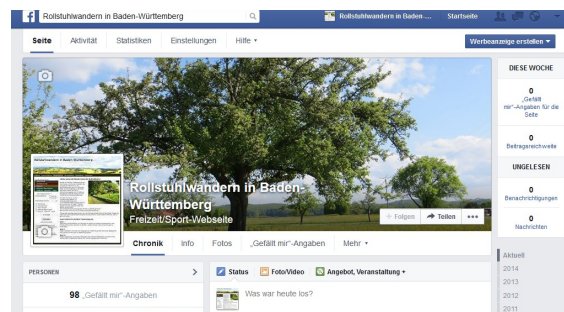 f Rollstuhlwandern in Baden-Württemberg
Rollstuhlwandern in Baden-... Startseite
Seite Aktivität Statistiken Einstellungen Hilfe
Werbeanzeige erstellen
DIESE WOCHE
0
„Gefällt
mir“-Angaben für die
Seite
0
Beitragsreichweite
UNGELESEN
0
Benachrichtigungen
0
Nachrichten
Rollstuhlwandern in Baden-
Württemberg
Freizeit/Sport-Webseite
+ Folgen Teilen •••
Chronik Info Fotos „Gefällt mir“-Angaben Mehr
Aktuell
2014
2013
2012
2011
PERSONEN
98 „Gefällt mir“-Angaben
Status Foto/Video Angebot, Veranstaltung +
Was war heute los?